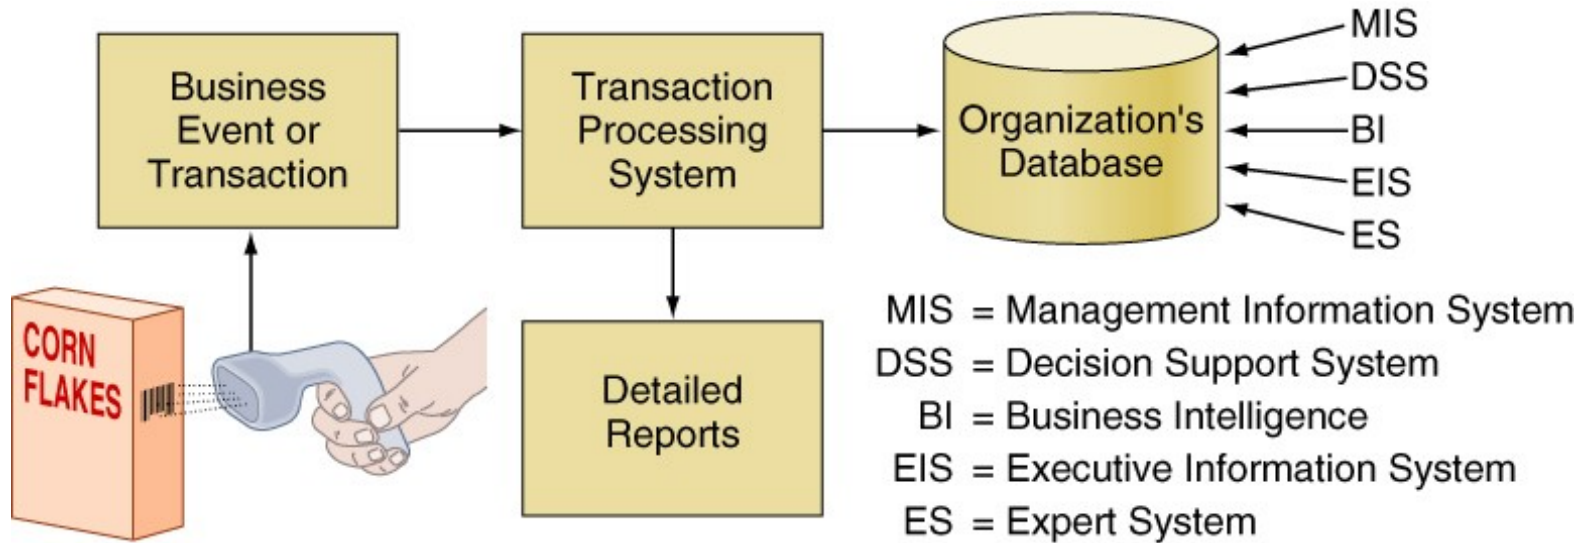 Business
Event or
Transaction
Transaction
Processing
System
Organization's
Database
MIS
DSS
BI
EIS
ES
CORN
FLAKES
Detailed
Reports
MIS = Management Information System
DSS = Decision Support System
BI = Business Intelligence
EIS = Executive Information System
ES = Expert System